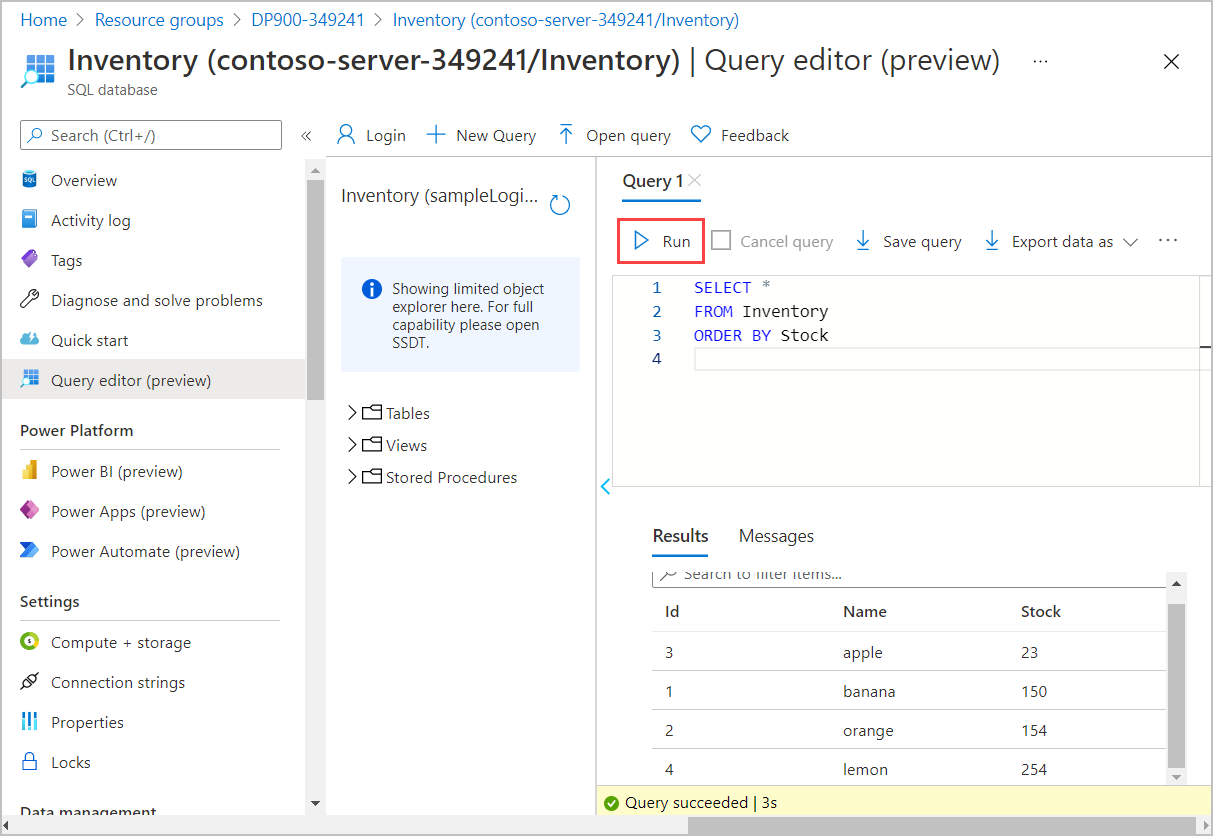 Home > Resource groups > DP900-349241 > Inventory (contoso-server-349241/Inventory)
Inventory (contoso-server-349241/Inventory) | Query editor (preview) ...
SQL database
Search (Ctrl+/)
«
Login
New Query
Open query
Feedback
SQL
Overview
Activity log
Tags
Diagnose and solve problems
Quick start
Query editor (preview)
Power Platform
Power BI (preview)
Power Apps (preview)
Power Automate (preview)
Settings
Compute + storage
Connection strings
Properties
Locks
Data management
Inventory (sampleLogi...
Showing limited object
explorer here. For full
capability please open
SSDT.
Tables
Views
Stored Procedures
Query 1
Run
Cancel query
Save query
Export data as
...
1 SELECT *
2 FROM Inventory
3 ORDER BY Stock
4
Results
Messages
Search to filter items...
Id Name Stock
3 apple 23
1 banana 150
2 orange 154
4 lemon 254
Query succeeded | 3s